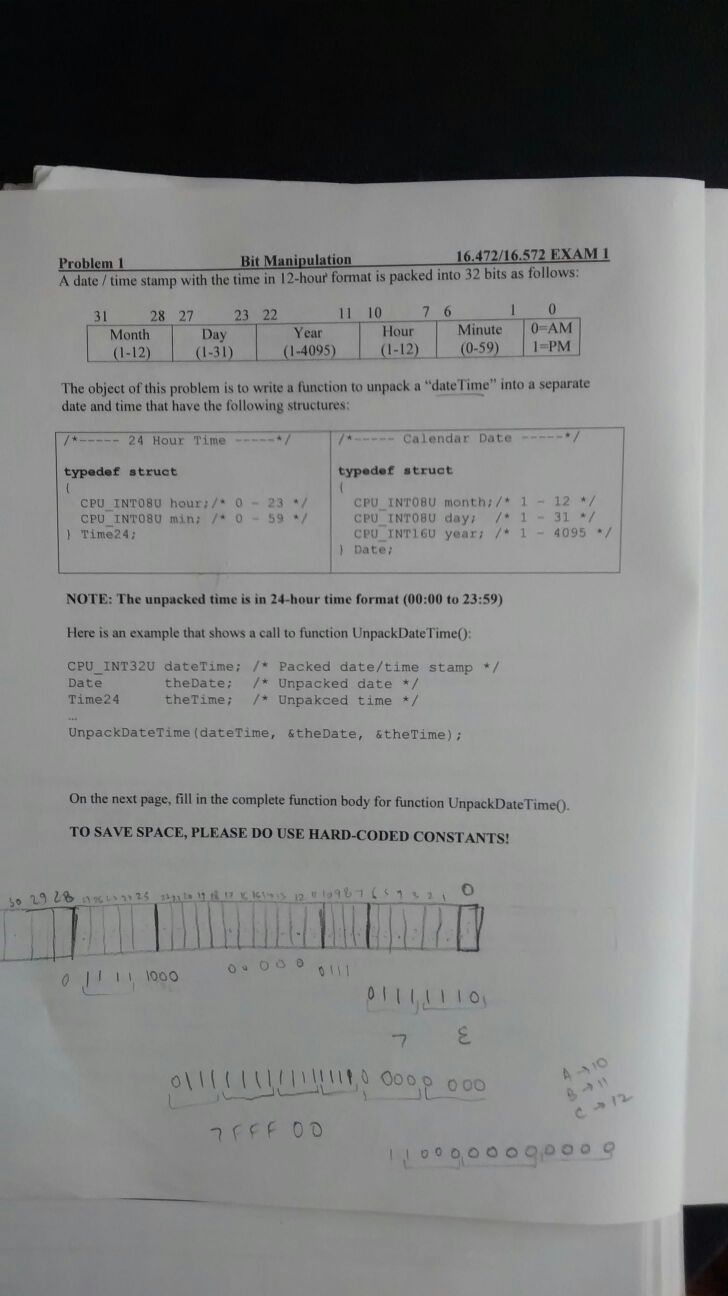 Problem 1 Bit Manipulation 16.472/16.572 EXAM 1
A date / time stamp with the time in 12-hour format is packed into 32 bits as follows:
31 28 27 23 22 11 10 7 6 1 0
Month Day Year Hour Minute 0=AM
(1-12) (1-31) (1-4095) (1-12) (0-59) 1=PM
The object of this problem is to write a function to unpack a “dateTime” into a separate
date and time that have the following structures:
/*----- 24 Hour Time -----*/
typedef struct
{
CPU_INT08U hour;/* 0 - 23 */
CPU_INT08U min; /* 0 - 59 */
} Time24;
/*----- Calendar Date -----*/
typedef struct
{
CPU_INT08U month;/* 1 - 12 */
CPU_INT08U day; /* 1 - 31 */
CPU_INT16U year; /* 1 - 4095 */
} Date;
NOTE: The unpacked time is in 24-hour time format (00:00 to 23:59)
Here is an example that shows a call to function UnpackDateTime():
CPU_INT32U dateTime; /* Packed date/time stamp */
Date theDate; /* Unpacked date */
Time24 theTime; /* Unpakced time */
...
UnpackDateTime(dateTime, &theDate, &theTime);
On the next page, fill in the complete function body for function UnpackDateTime().
TO SAVE SPACE, PLEASE DO USE HARD-CODED CONSTANTS!
30 29 28 0
0 1111 1000 00000 0111
01111110
7 E
7FFF 00
A → 10
B → 11
C → 12